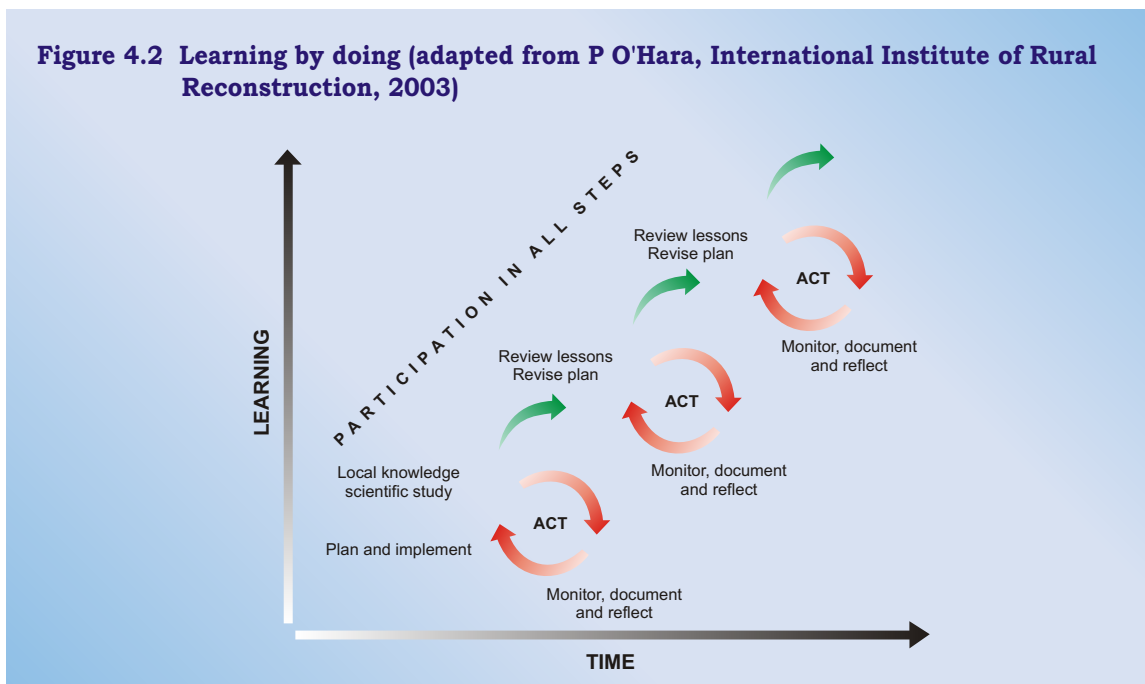 Figure 4.2 Learning by doing (adapted from P O'Hara, International Institute of Rural
Reconstruction, 2003)
LEARNING
PARTICIPATION IN ALL STEPS
Review lessons
Revise plan
ACT
Monitor, document
and reflect
Review lessons
Revise plan
ACT
Monitor, document
and reflect
Local knowledge
scientific study
ACT
Plan and implement
Monitor, document
and reflect
TIME